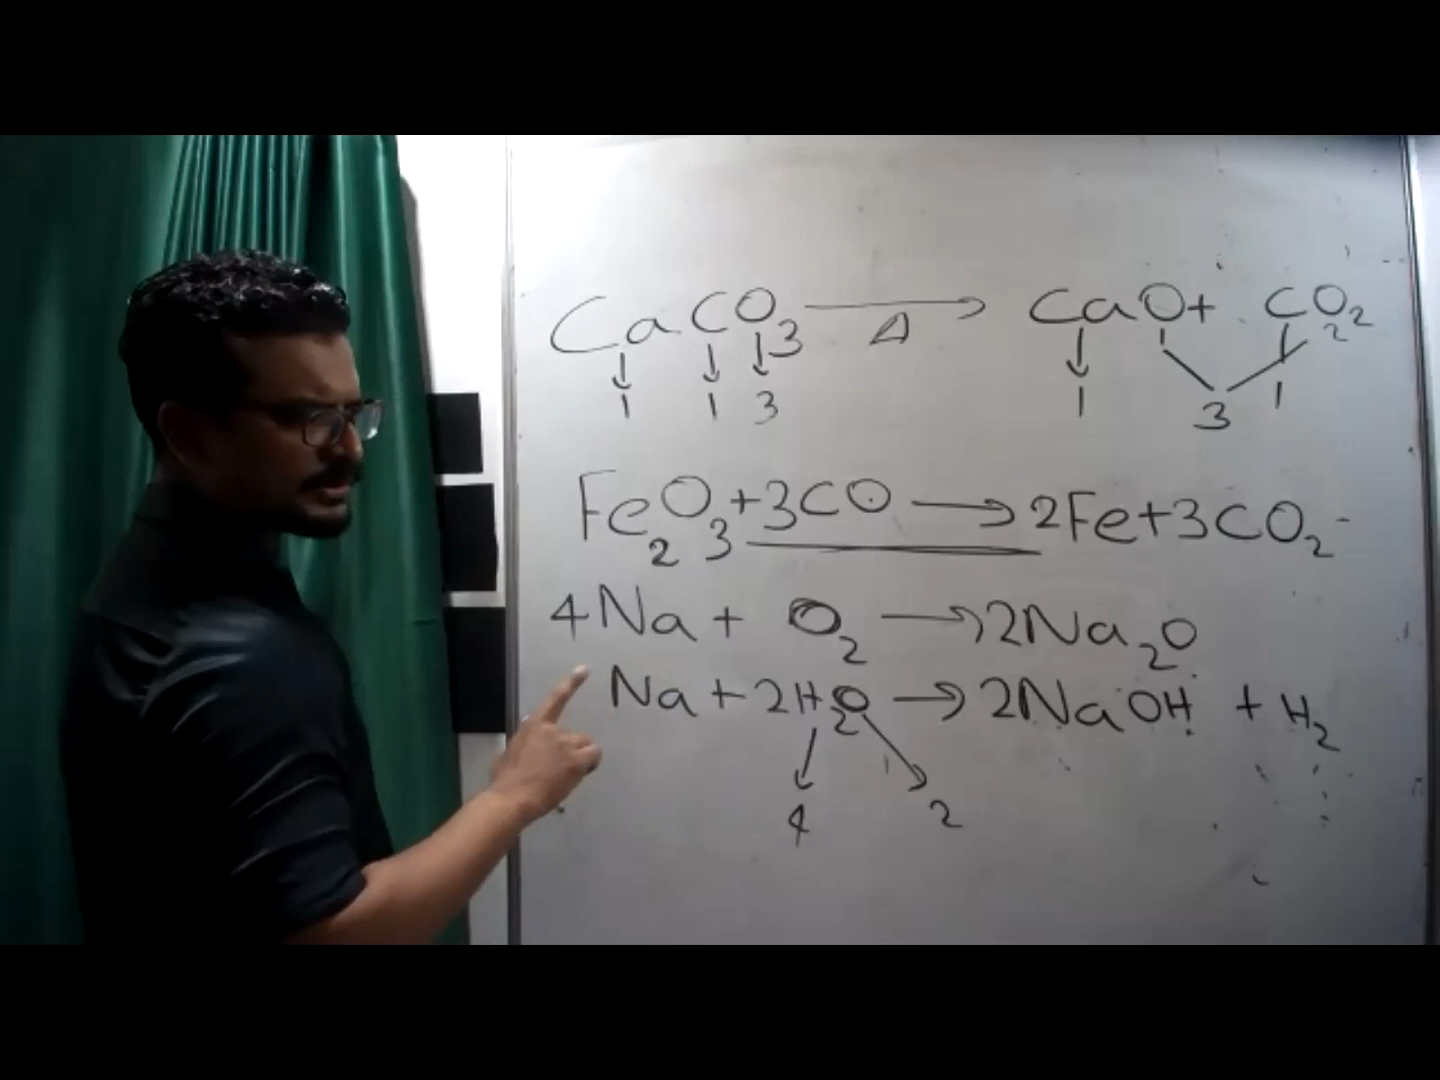 CaCO₃ ⟶ Δ CaO + CO₂
1 1 3 1 3 1 2
Fe₂O₃ + 3CO → 2Fe + 3CO₂
4Na + O₂ → 2Na₂O
Na + 2H₂O → 2NaOH + H₂
4 2